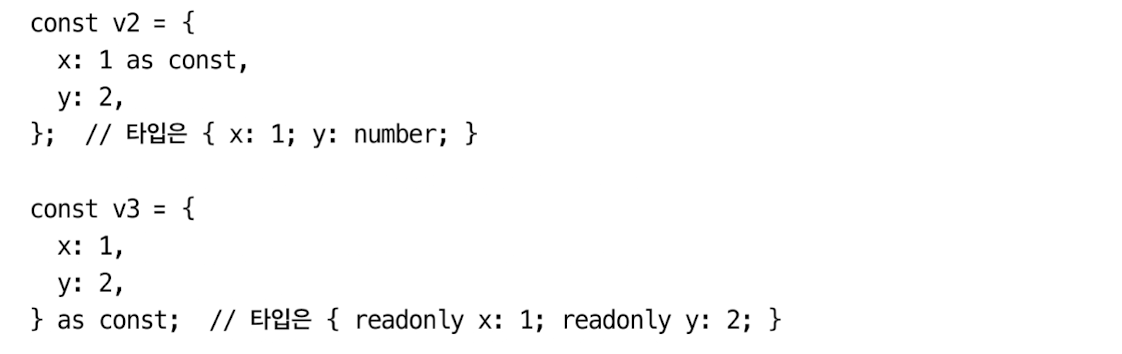 const v2 = {
  x: 1 as const,
  y: 2,
};  // 타입은 { x: 1; y: number; }

const v3 = {
  x: 1,
  y: 2,
} as const;  // 타입은 { readonly x: 1; readonly y: 2; }